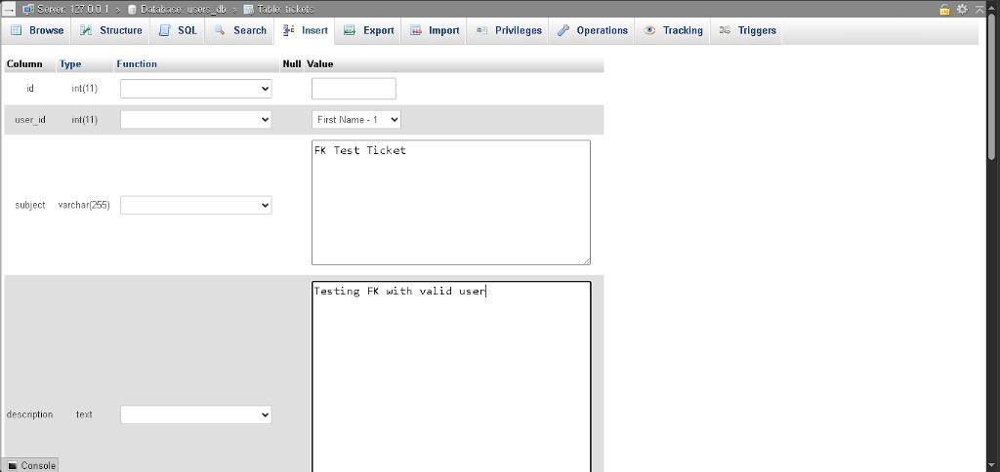 Server: 127.0.0.1 » Database: users_db » Table: tickets
Browse Structure SQL Search Insert Export Import Privileges Operations Tracking Triggers
Column Type Function Null Value
id int(11)
user_id int(11) First Name - 1
subject varchar(255) FK Test Ticket
description text Testing FK with valid user
Console